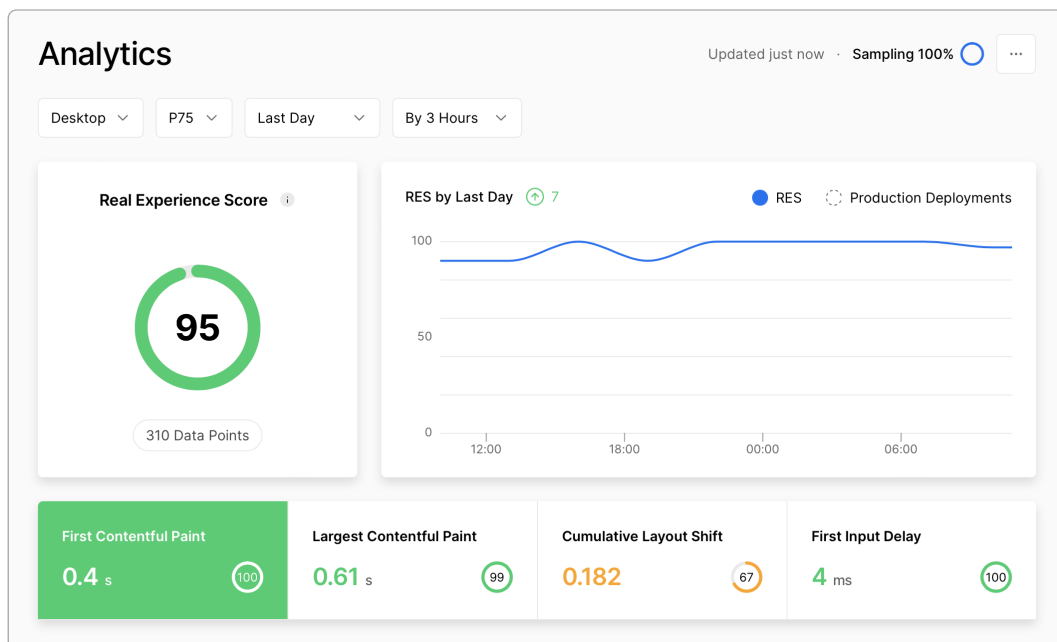 Analytics
Updated just now · Sampling 100%
Desktop
P75
Last Day
By 3 Hours
Real Experience Score
i
95
310 Data Points
RES by Last Day
7
RES
Production Deployments
100
50
0
12:00
18:00
00:00
06:00
First Contentful Paint
0.4 s
100
Largest Contentful Paint
0.61 s
99
Cumulative Layout Shift
0.182
67
First Input Delay
4 ms
100